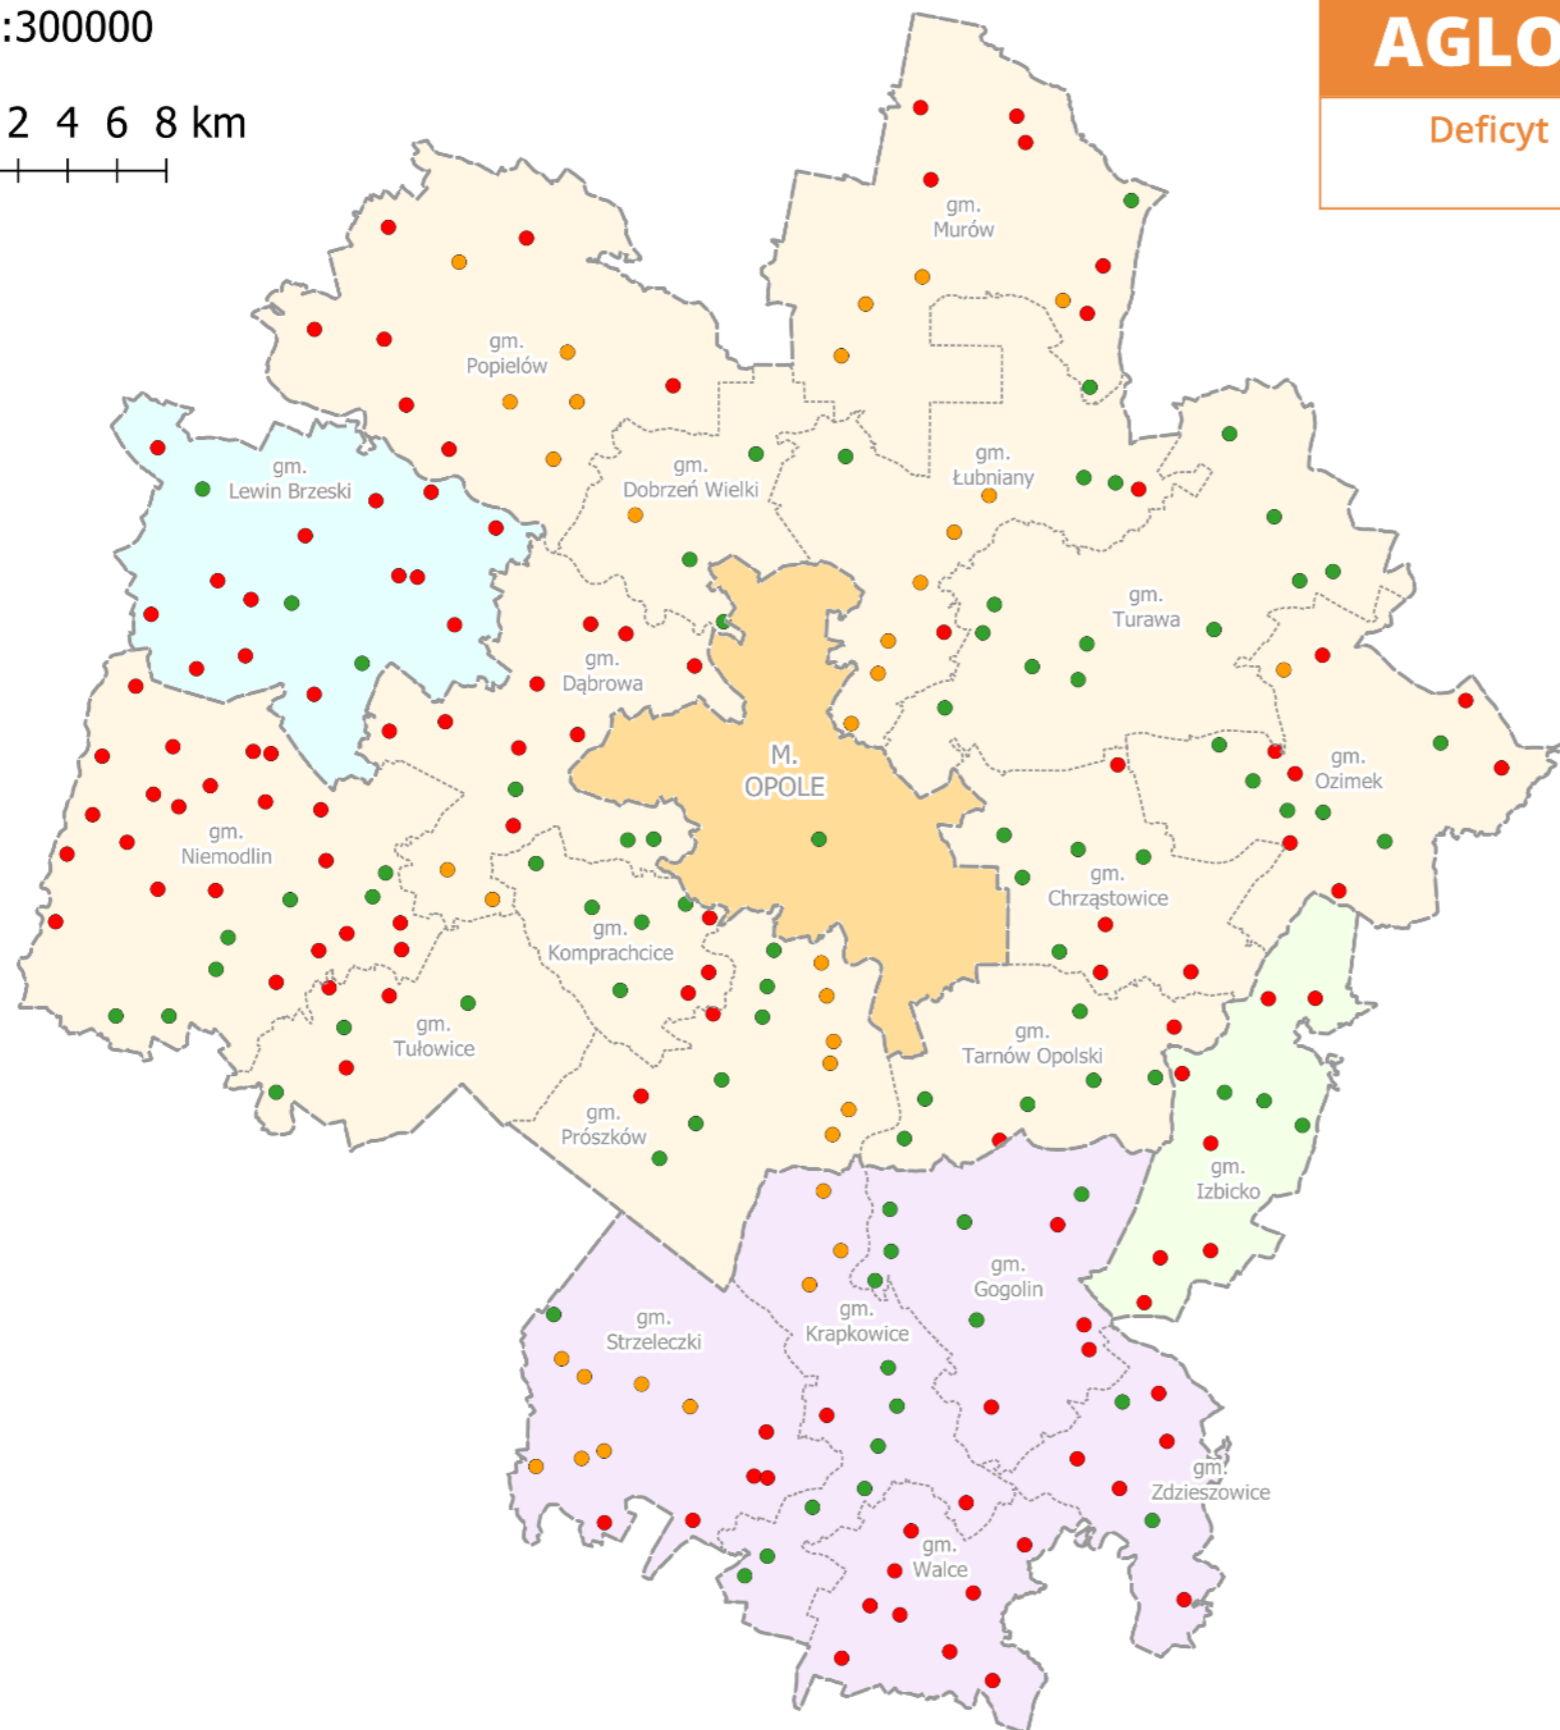 :300000
2 4 6 8 km
AGLO
Deficyt
gm.
Murów
gm.
Popielów
gm.
Lewin Brzeski
gm.
Dobrzeń Wielki
gm.
Łubniany
gm.
Turawa
gm.
Dąbrowa
M.
OPOLE
gm.
Ozimek
gm.
Niemodlin
gm.
Chrząstowice
gm.
Komprachcice
gm.
Tułowice
gm.
Tarnów Opolski
gm.
Prószków
gm.
Izbicko
gm.
Gogolin
gm.
Strzeleczki
gm.
Krapkowice
gm.
Zdzieszowice
gm.
Walce